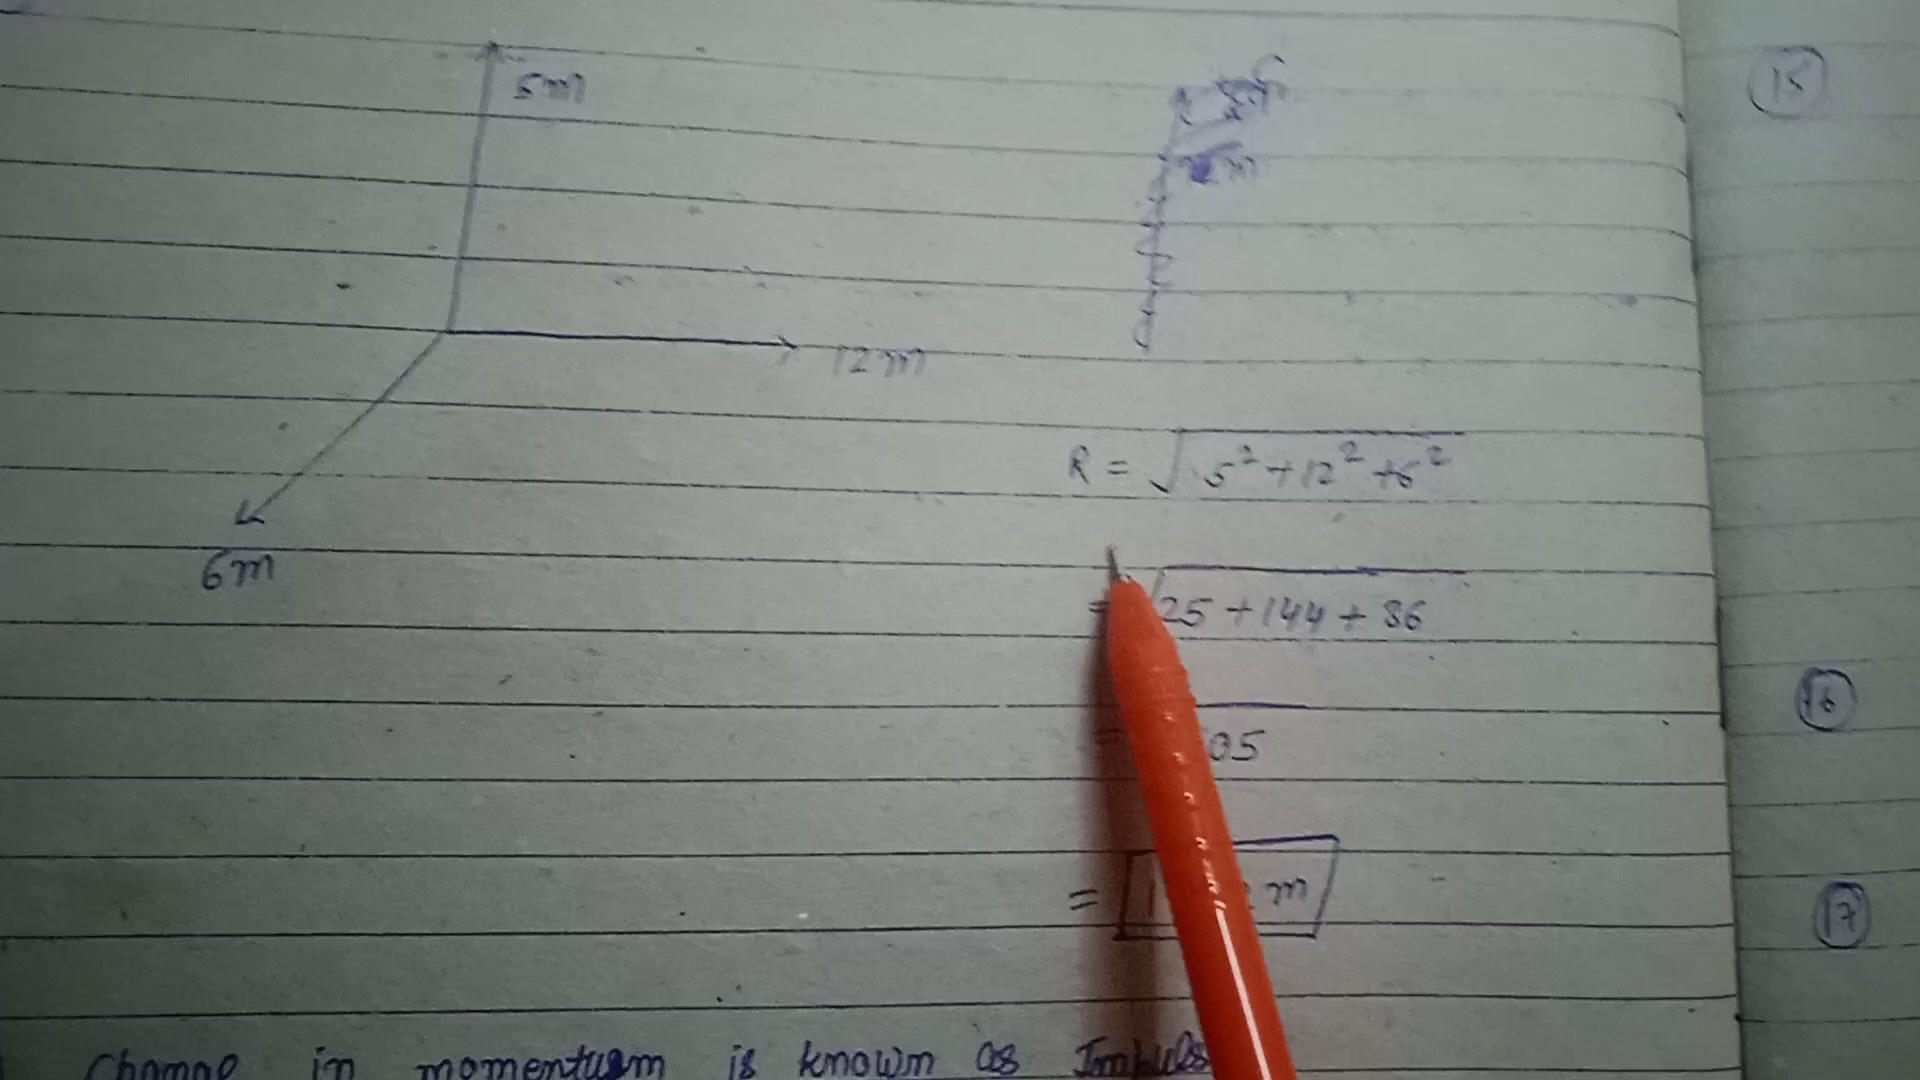 5m
12m
6m
m
R = √5² + 12² + 6²
= √25 + 144 + 36
05
= m
Change in momentum is known as
15
16
17